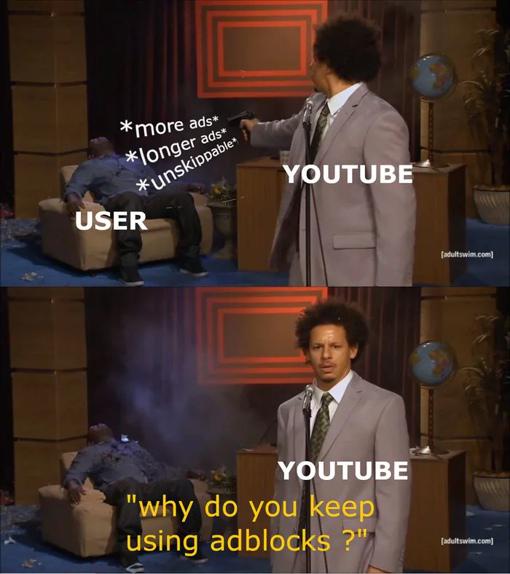 *more ads*
*longer ads*
*unskippable*
YOUTUBE
USER
[adultswim.com]
YOUTUBE
"why do you keep
using adblocks ?"
[adultswim.com]